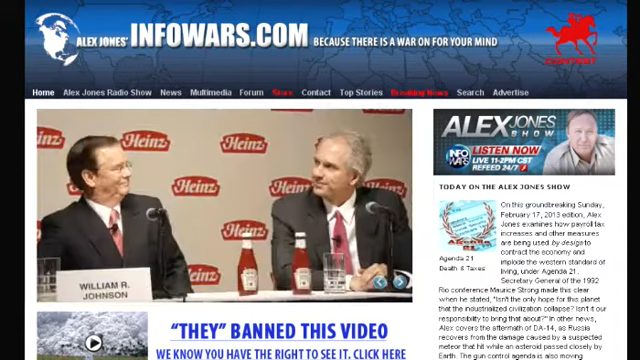 ALEX JONES' INFOWARS.COM BECAUSE THERE IS A WAR ON FOR YOUR MIND
CONTEST
Home Alex Jones Radio Show News Multimedia Forum Store Contact Top Stories Breaking News Search Advertise
Heinz Heinz
Heinz Heinz
Heinz
WILLIAM R.
JOHNSON
"THEY" BANNED THIS VIDEO
WE KNOW YOU HAVE THE RIGHT TO SEE IT. CLICK HERE
ALEX JONES
SHOW
INFO
WARS
LISTEN NOW
LIVE 11-2PM CST
REFEED 24/7
TODAY ON THE ALEX JONES SHOW
Agenda 21
Agenda 21
Death & Taxes
On this groundbreaking Sunday,
February 17, 2013 edition, Alex
Jones examines how payroll tax
increases and other measures
are being used by design to
contract the economy and
implode the western standard of
living, under Agenda 21.
Secretary General of the 1992
Rio conference Maurice Strong made this clear
when he stated, "Isn't the only hope for this planet
that the industrialized civilization collapse? Isn't it our
responsibility to bring that about?" In other news,
Alex covers the aftermath of DA-14, as Russia
recovers from the damage caused by a suspected
meteor that hit while an asteroid passed closely by
Earth. The gun control agenda is also moving